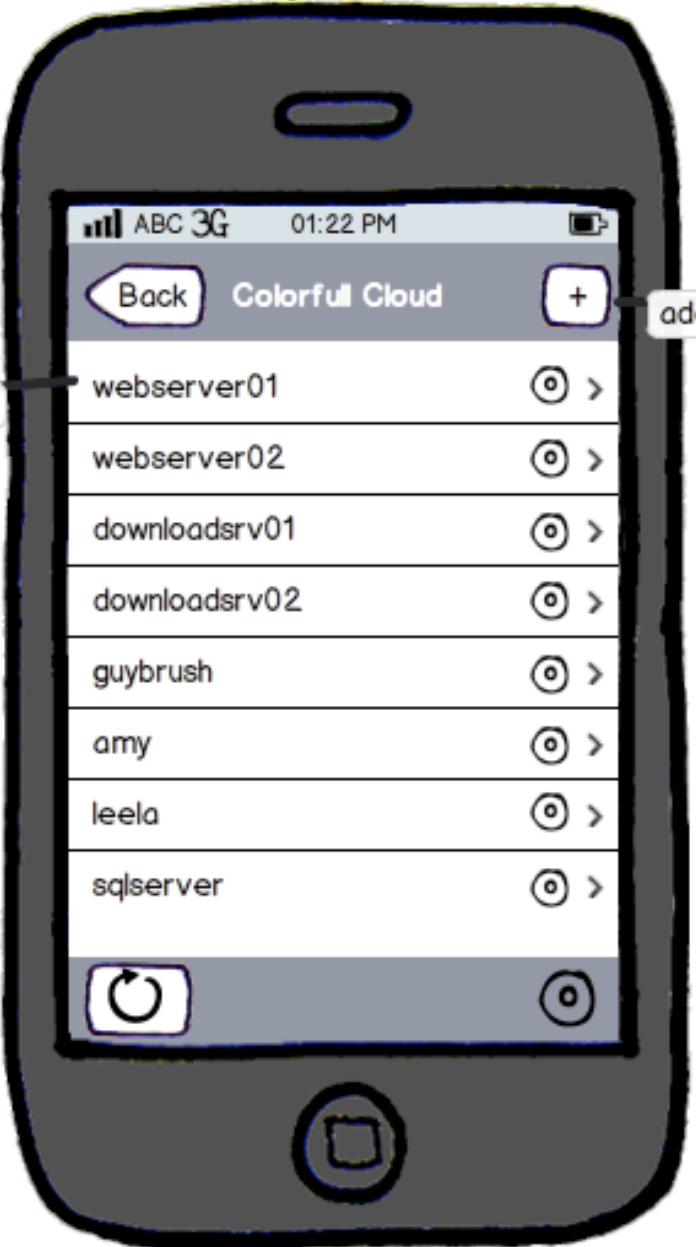 ABC 3G 01:22 PM
Back Colorfull Cloud +
webserver01
webserver02
downloadsrv01
downloadsrv02
guybrush
amy
leela
sqlserver